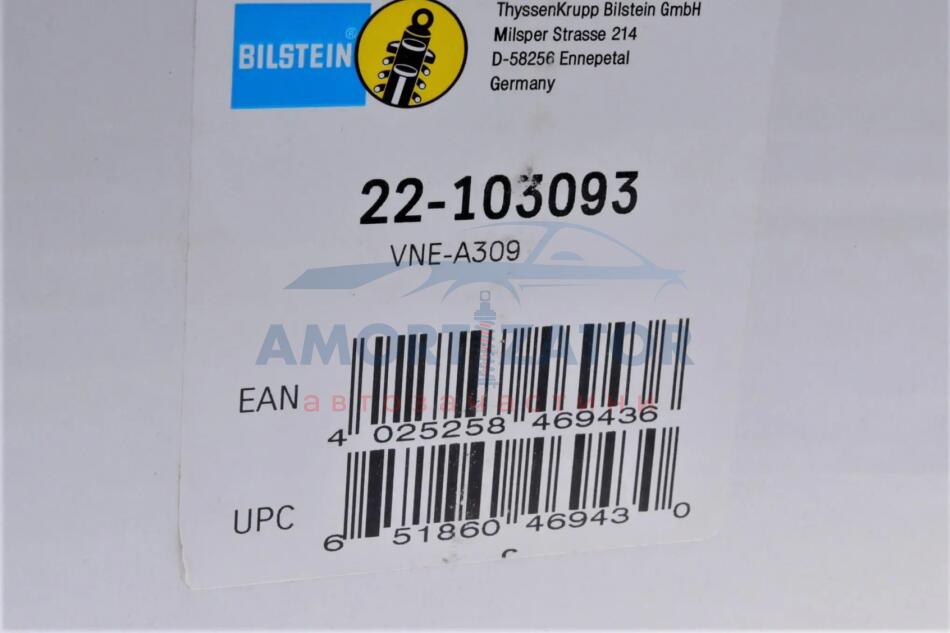 BILSTEIN®
ThyssenKrupp Bilstein GmbH
Milsper Strasse 214
D-58256 Ennepetal
Germany
22-103093
VNE-A309
AMORTIZATOR
автозапчастини
EAN
4 025258 469436
UPC
6 51860 46943 0